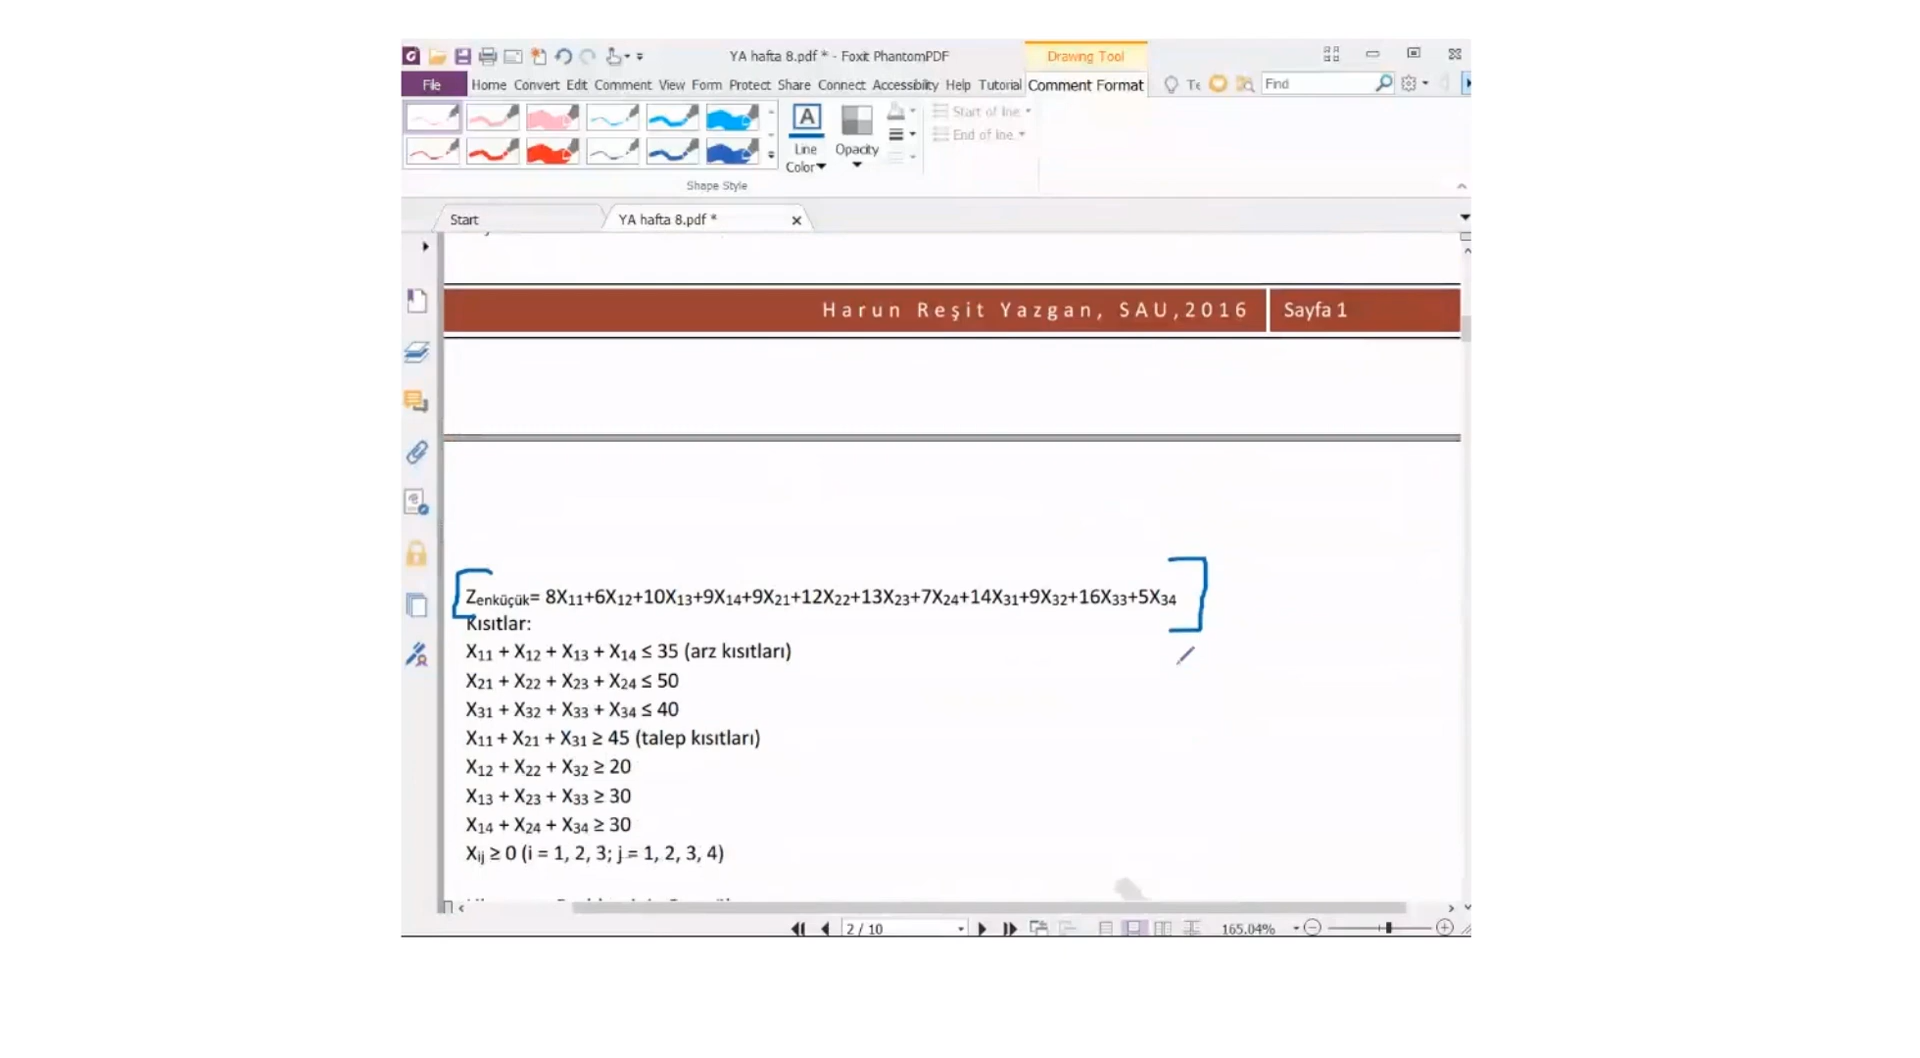 YA hafta 8.pdf * - Foxit PhantomPDF
Drawing Tool
File Home Convert Edit Comment View Form Protect Share Connect Accessibility Help Tutorial Comment Format Te Find
Start of line
End of line
Line Color
Opacity
Shape Style
Start
YA hafta 8.pdf *
Harun Reşit Yazgan, SAU,2016 Sayfa 1
Zenküçük= 8X11+6X12+10X13+9X14+9X21+12X22+13X23+7X24+14X31+9X32+16X33+5X34
Kısıtlar:
X11 + X12 + X13 + X14 ≤ 35 (arz kısıtları)
X21 + X22 + X23 + X24 ≤ 50
X31 + X32 + X33 + X34 ≤ 40
X11 + X21 + X31 ≥ 45 (talep kısıtları)
X12 + X22 + X32 ≥ 20
X13 + X23 + X33 ≥ 30
X14 + X24 + X34 ≥ 30
Xij ≥ 0 (i = 1, 2, 3; j = 1, 2, 3, 4)
2 / 10
165.04%